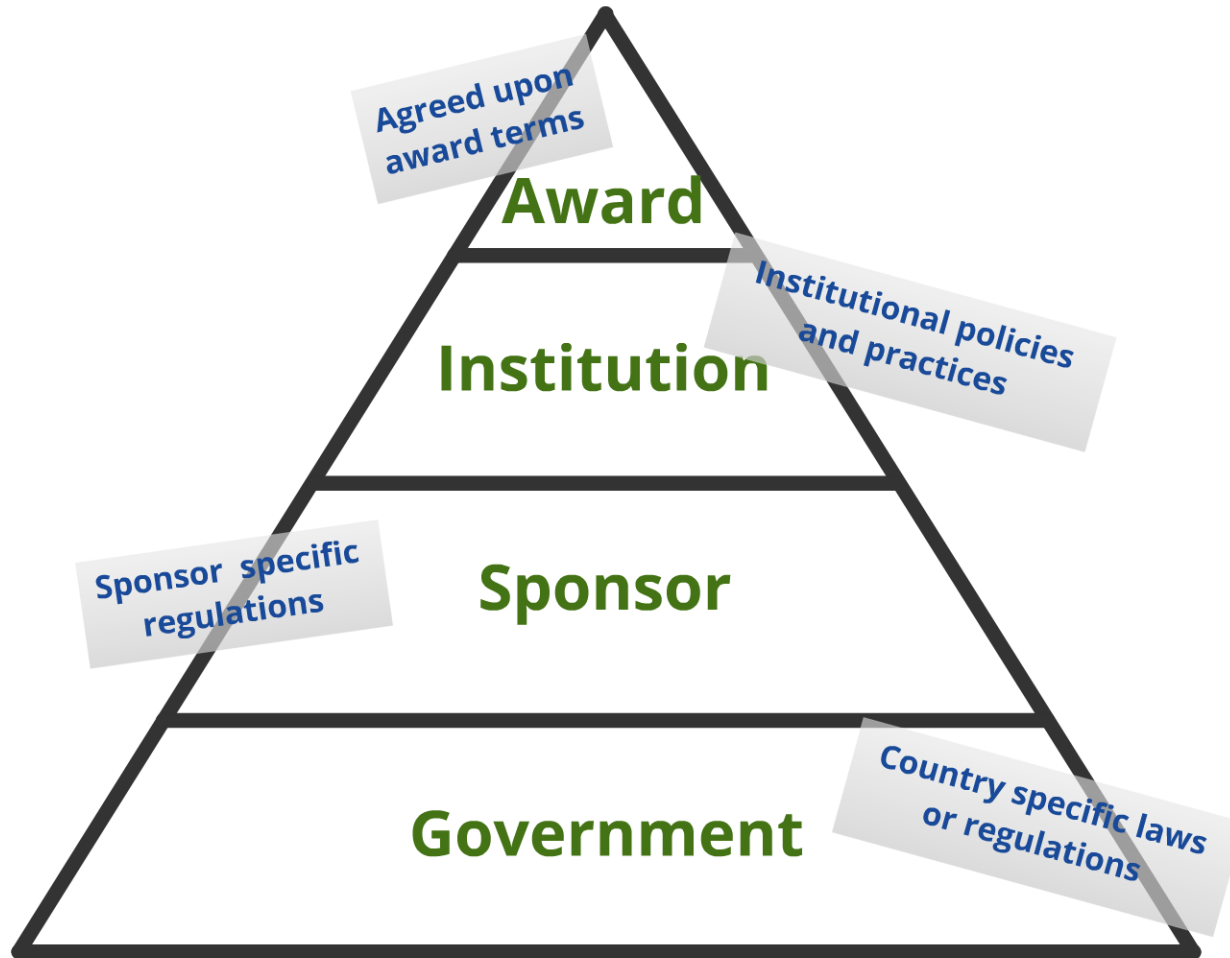 Agreed upon
award terms
Award
Institutional policies
and practices
Institution
Sponsor  specific
regulations
Sponsor
Country specific laws
or regulations
Government